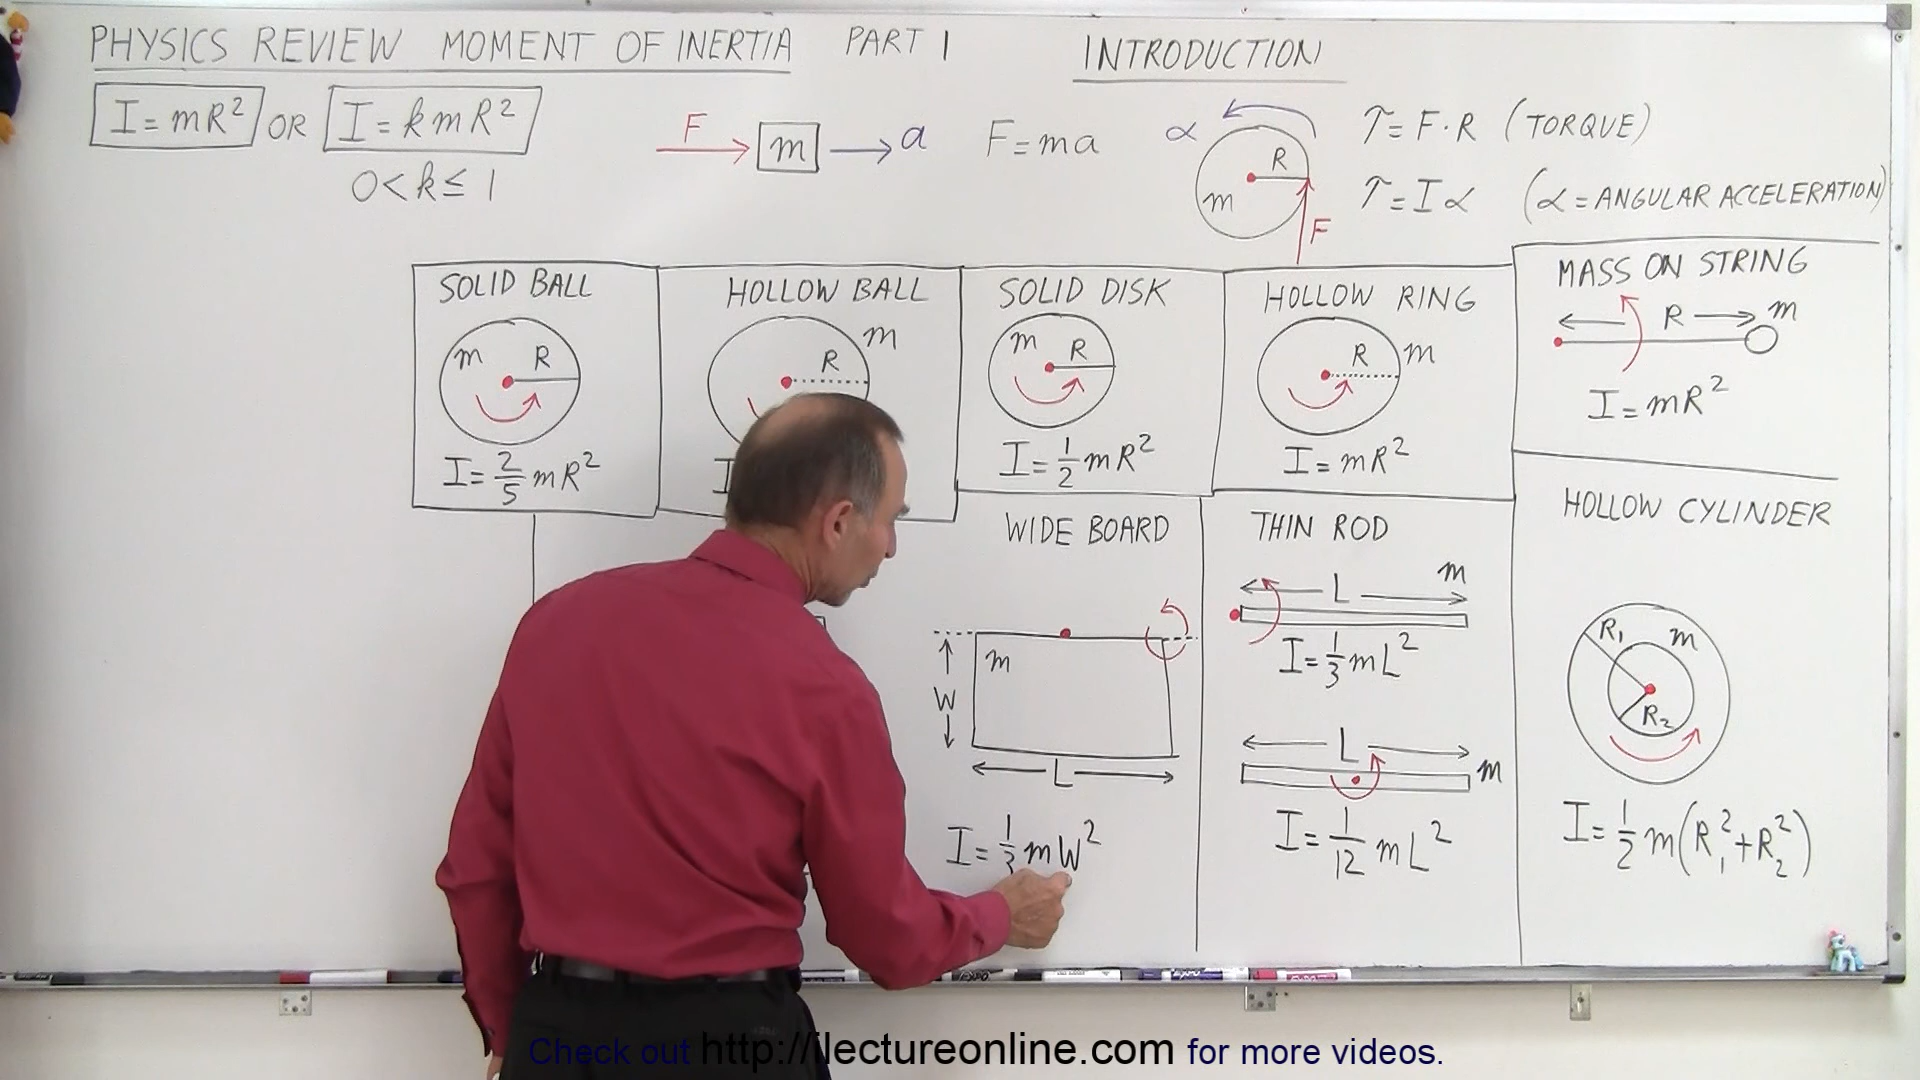 PHYSICS REVIEW MOMENT OF INERTIA PART 1 INTRODUCTION
I = mR² OR I = kmR²
0 < k ≤ 1
F m a F = ma
α R m F
τ = F·R (TORQUE)
τ = Iα (α = ANGULAR ACCELERATION)
SOLID BALL
m R
I = 2/5 mR²
HOLLOW BALL
R m
I
SOLID DISK
m R
I = 1/2 mR²
HOLLOW RING
R m
I = mR²
MASS ON STRING
R m
I = mR²
WIDE BOARD
m
W
L
I = 1/3 mW²
THIN ROD
L m
I = 1/3 mL²
L m
I = 1/12 mL²
HOLLOW CYLINDER
R₁ m
R₂
I = 1/2 m(R₁² + R₂²)
EXPO
Check out http://ilectureonline.com for more videos.